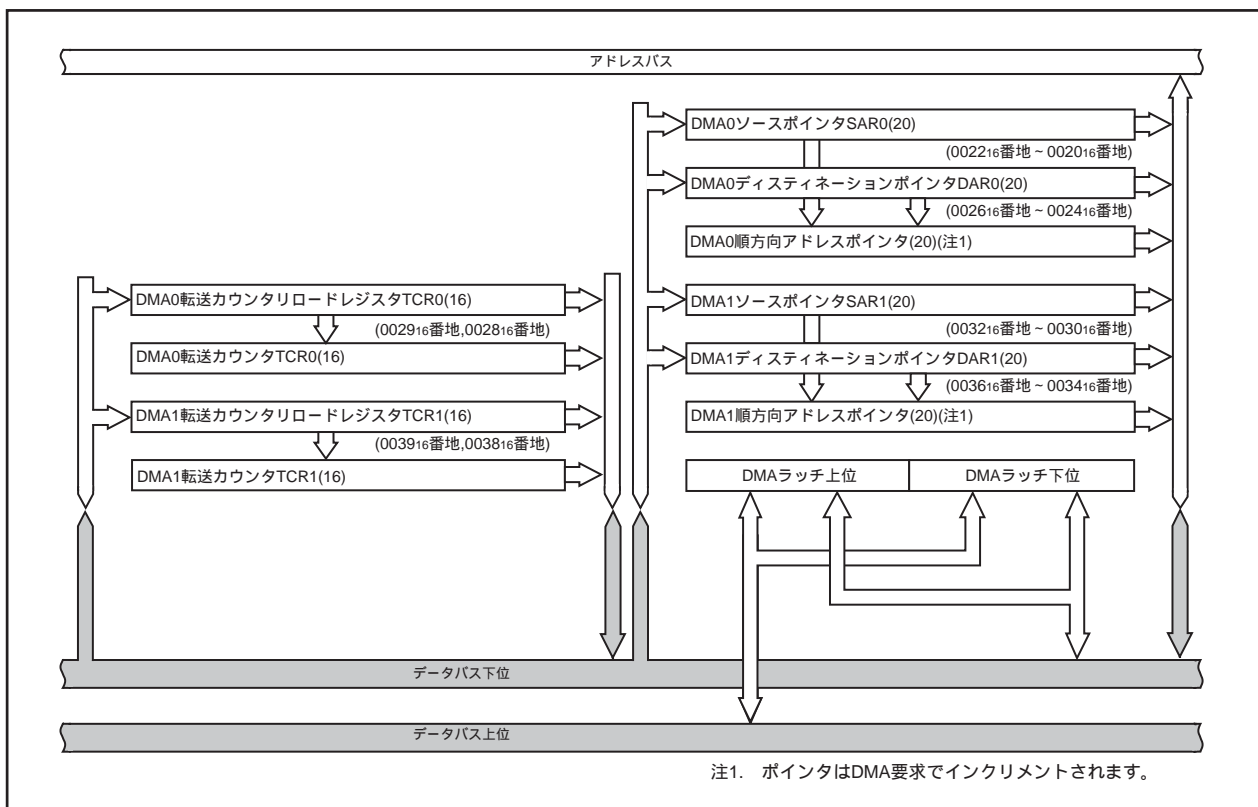 アドレスバス
DMA0ソースポインタSAR0(20)
(002216番地~002016番地)
DMA0ディスティネーションポインタDAR0(20)
(002616番地~002416番地)
DMA0順方向アドレスポインタ(20)(注1)
DMA0転送カウンタリロードレジスタTCR0(16)
(002916番地,002816番地)
DMA0転送カウンタTCR0(16)
DMA1転送カウンタリロードレジスタTCR1(16)
(003916番地,003816番地)
DMA1転送カウンタTCR1(16)
DMA1ソースポインタSAR1(20)
(003216番地~003016番地)
DMA1ディスティネーションポインタDAR1(20)
(003616番地~003416番地)
DMA1順方向アドレスポインタ(20)(注1)
DMAラッチ上位 DMAラッチ下位
データバス下位
データバス上位
注1. ポインタはDMA要求でインクリメントされます。